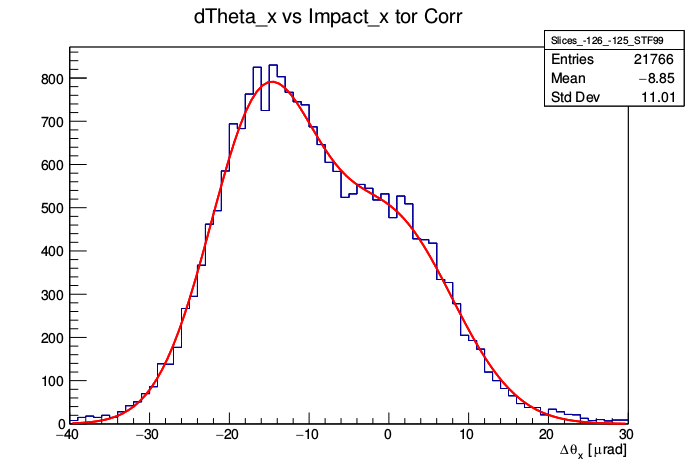 dTheta_x vs Impact_x tor Corr
Slices_-126_-125_STF99
Entries 21766
Mean −8.85
Std Dev 11.01
800
700
600
500
400
300
200
100
0
−40 −30 −20 −10 0 10 20 30
Δθx [μrad]